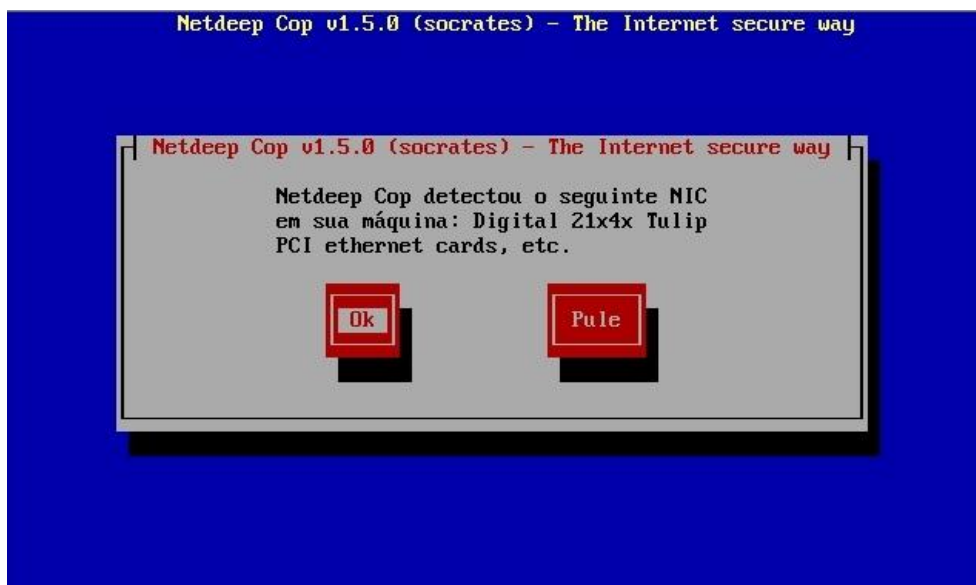 Netdeep Cop v1.5.0 (socrates) - The Internet secure way
Netdeep Cop v1.5.0 (socrates) - The Internet secure way
Netdeep Cop detectou o seguinte NIC
em sua máquina: Digital 21x4x Tulip
PCI ethernet cards, etc.
Ok
Pule